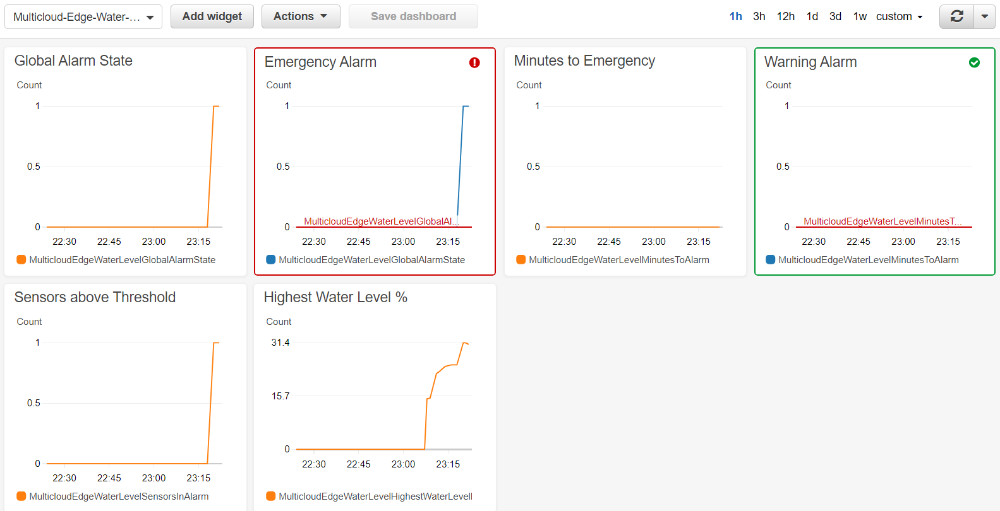 Multicloud-Edge-Water-...
Add widget
Actions
Save dashboard
1h 3h 12h 1d 3d 1w custom
Global Alarm State
Count
1
0.5
0
22:30 22:45 23:00 23:15
MulticloudEdgeWaterLevelGlobalAlarmState
Emergency Alarm
Count
1
0.5
MulticloudEdgeWaterLevelGlobalAl...
0
22:30 22:45 23:00 23:15
MulticloudEdgeWaterLevelGlobalAlarmState
Minutes to Emergency
Count
1
0.5
0
22:30 22:45 23:00 23:15
MulticloudEdgeWaterLevelMinutesToAlarm
Warning Alarm
Count
1
0.5
MulticloudEdgeWaterLevelMinutesT...
0
22:30 22:45 23:00 23:15
MulticloudEdgeWaterLevelMinutesToAlarm
Sensors above Threshold
Count
1
0.5
0
22:30 22:45 23:00 23:15
MulticloudEdgeWaterLevelSensorsInAlarm
Highest Water Level %
Count
31.4
15.7
0
22:30 22:45 23:00 23:15
MulticloudEdgeWaterLevelHighestWaterLevell